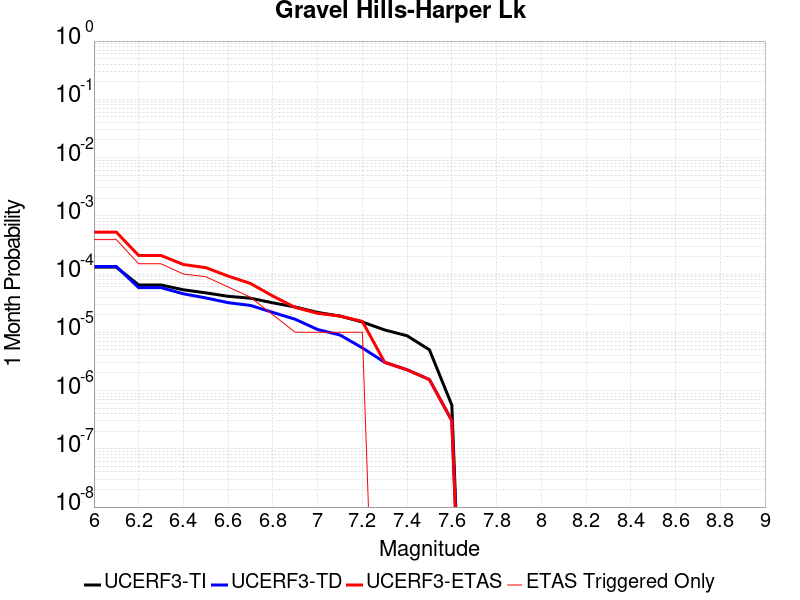 Gravel Hills-Harper Lk
10^0
10^-1
10^-2
10^-3
10^-4
10^-5
10^-6
10^-7
10^-8
1 Month Probability
6 6.2 6.4 6.6 6.8 7 7.2 7.4 7.6 7.8 8 8.2 8.4 8.6 8.8 9
Magnitude
UCERF3-TI UCERF3-TD UCERF3-ETAS ETAS Triggered Only